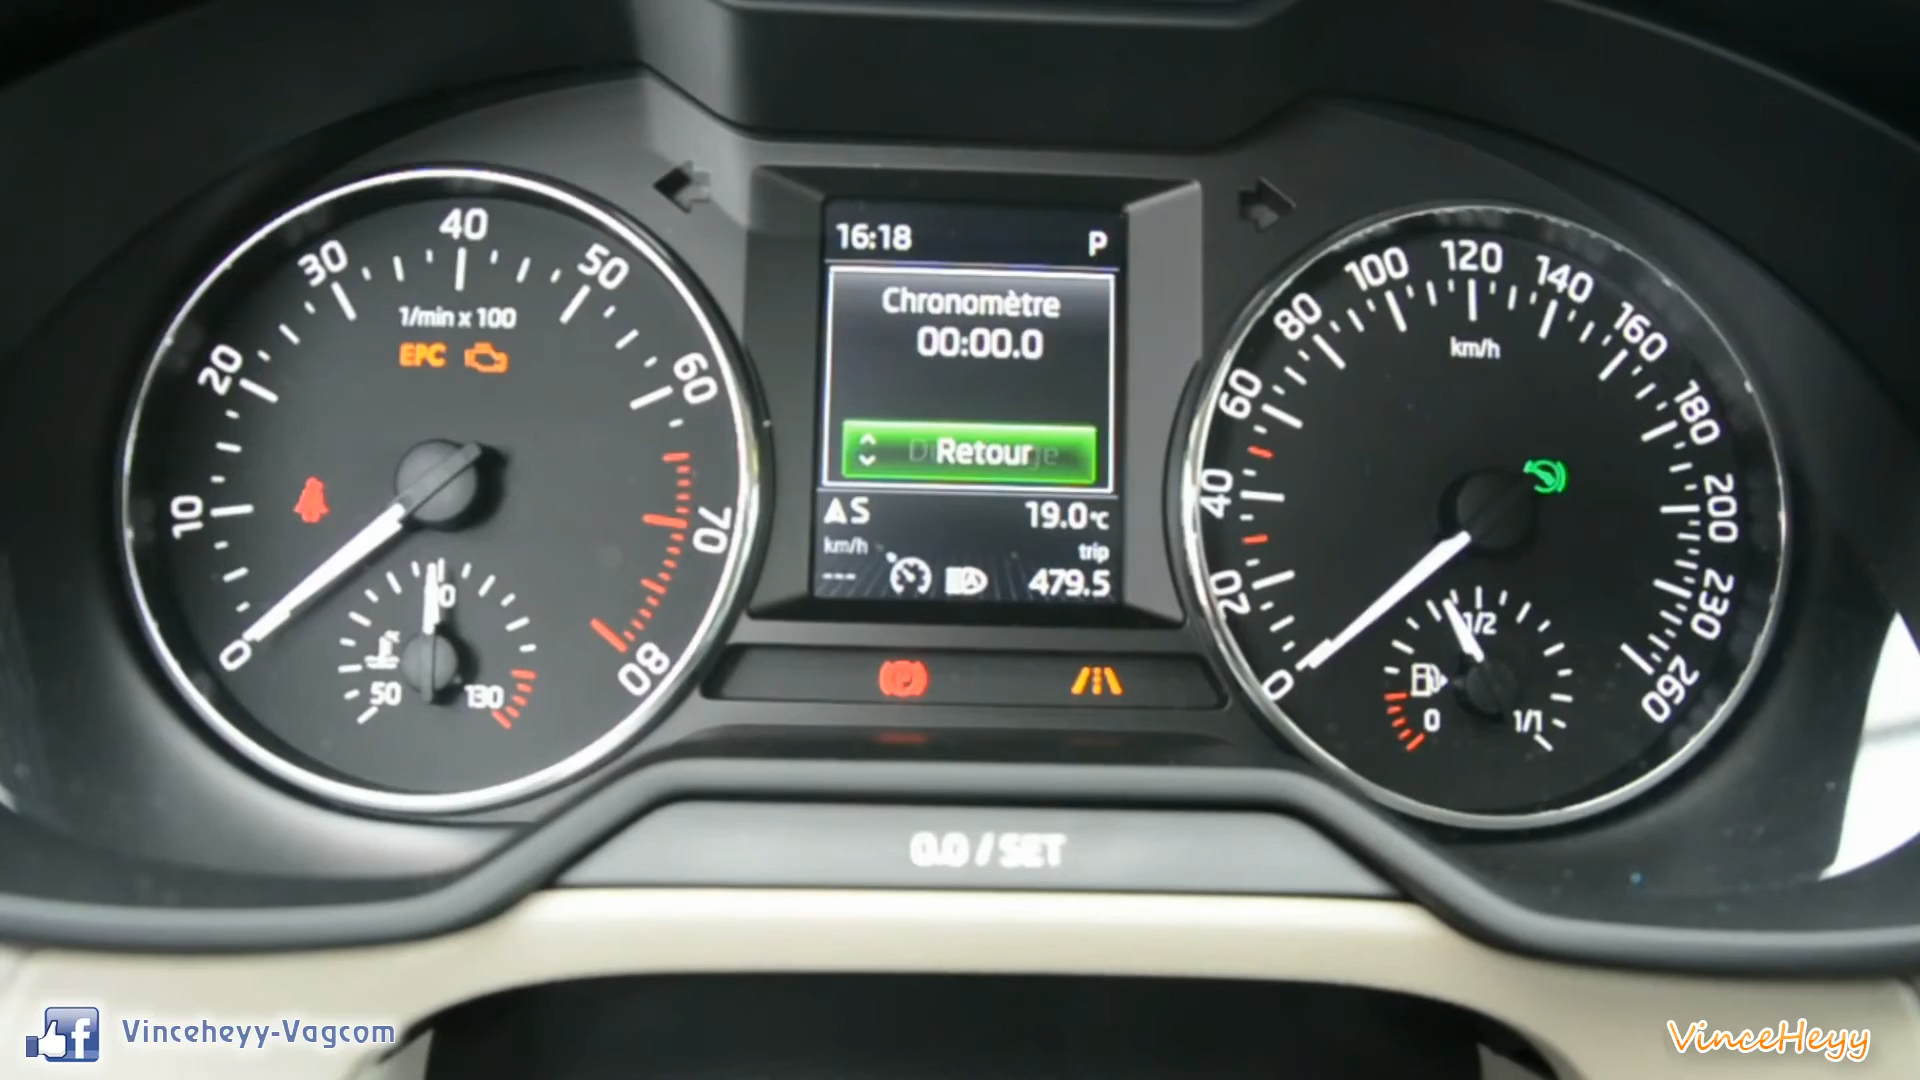 40
30
50
20
60
1/min x 100
EPC
10
70
0
80
50
130
16:18
P
Chronomètre
00:00.0
Retour
S
19.0°C
km/h
trip
---
479.5
120
100
140
80
160
km/h
60
180
40
200
20
230
0
260
1/2
0
1/1
0.0 / SET
Vinceheyy-Vagcom
VinceHeyy